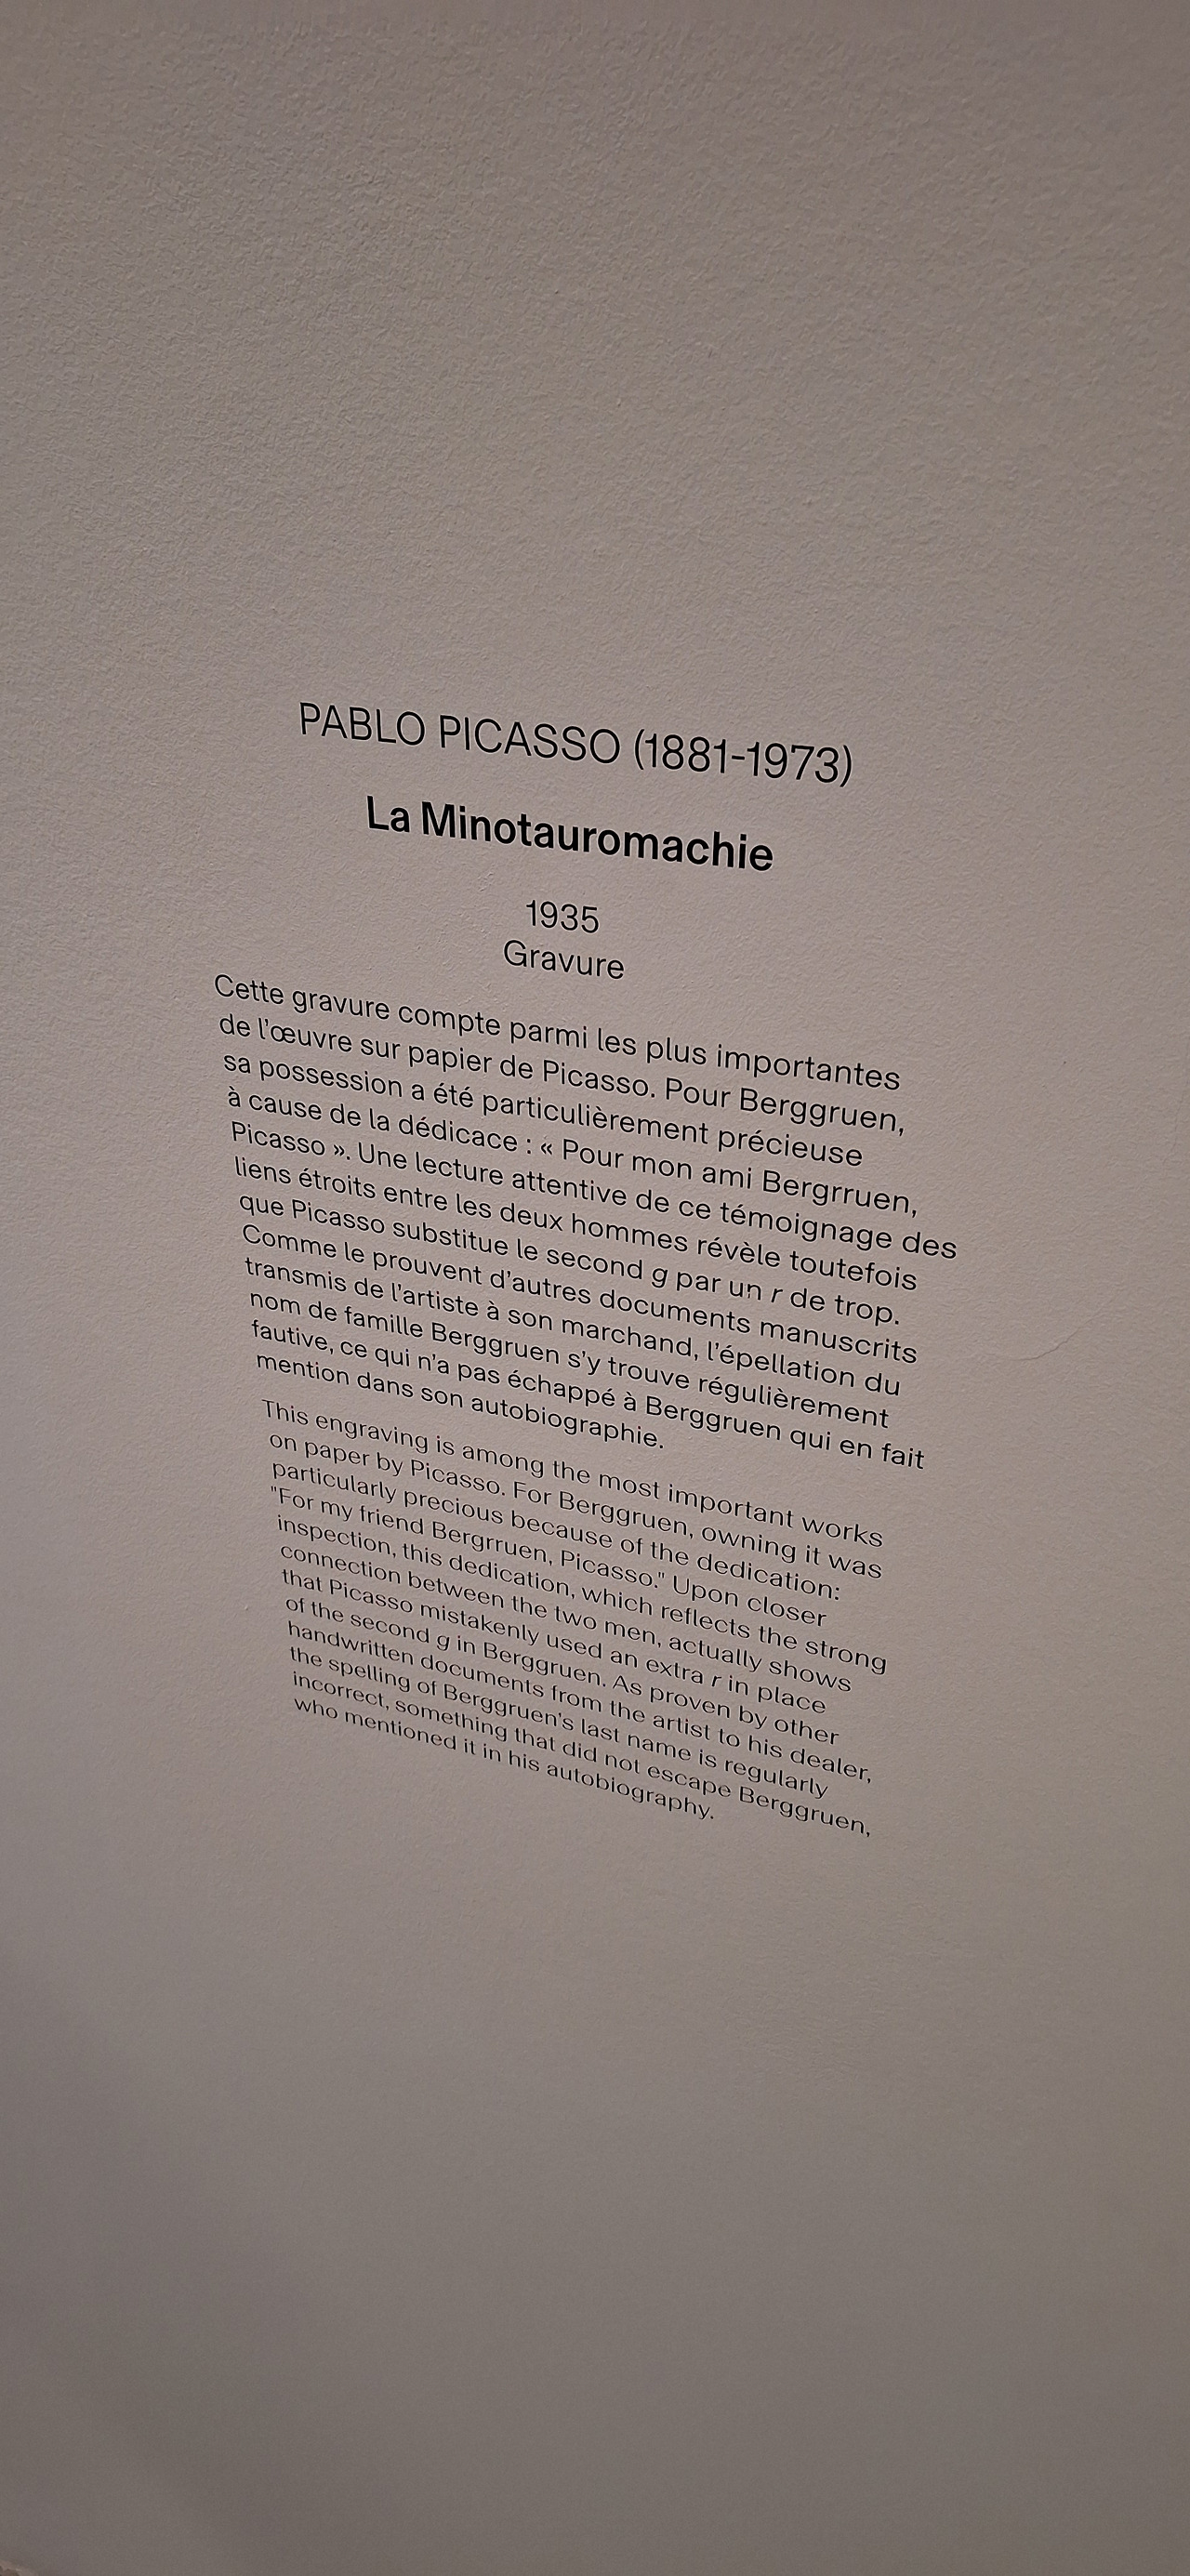 PABLO PICASSO (1881-1973)
La Minotauromachie
1935
Gravure
Cette gravure compte parmi les plus importantes
de l'œuvre sur papier de Picasso. Pour Berggruen,
sa possession a été particulièrement précieuse
à cause de la dédicace : « Pour mon ami Bergrruen,
Picasso ». Une lecture attentive de ce témoignage des
liens étroits entre les deux hommes révèle toutefois
que Picasso substitue le second g par un r de trop.
Comme le prouvent d'autres documents manuscrits
transmis de l'artiste à son marchand, l'épellation du
nom de famille Berggruen s'y trouve régulièrement
fautive, ce qui n'a pas échappé à Berggruen qui en fait
mention dans son autobiographie.
This engraving is among the most important works
on paper by Picasso. For Berggruen, owning it was
particularly precious because of the dedication:
"For my friend Bergrruen, Picasso." Upon closer
inspection, this dedication, which reflects the strong
connection between the two men, actually shows
that Picasso mistakenly used an extra r in place
of the second g in Berggruen. As proven by other
handwritten documents from the artist to his dealer,
the spelling of Berggruen's last name is regularly
incorrect, something that did not escape Berggruen,
who mentioned it in his autobiography.